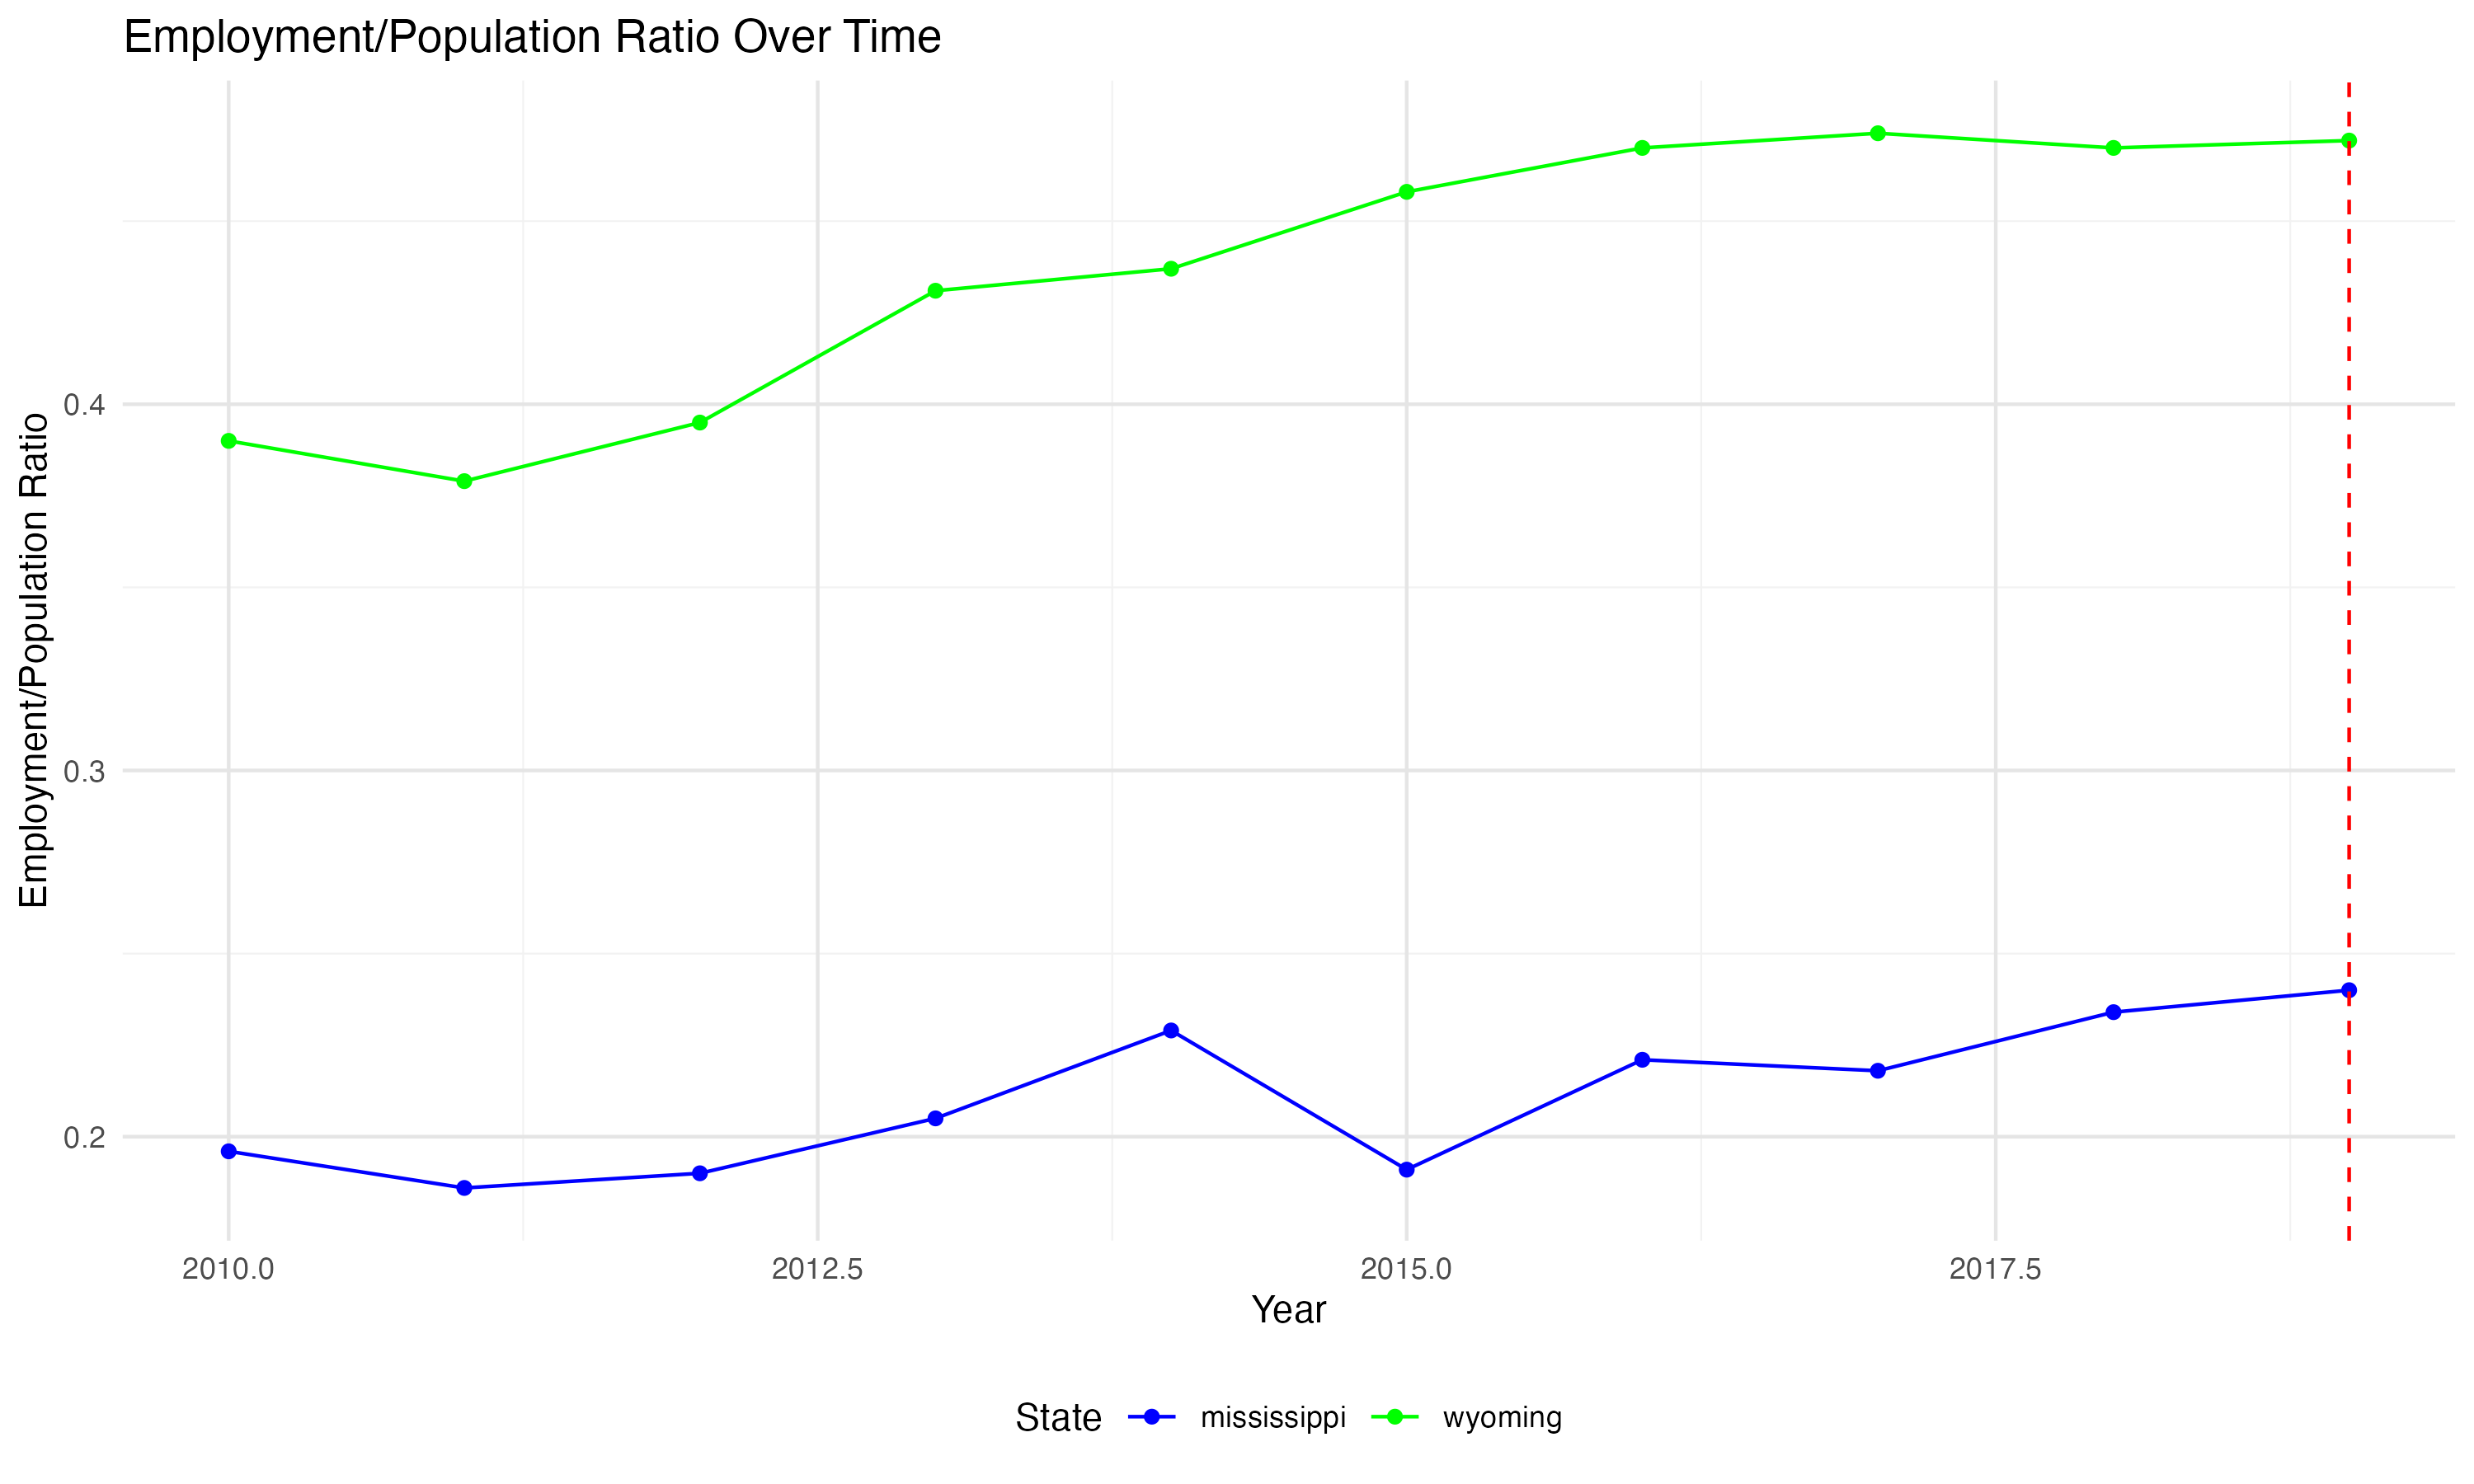 Employment/Population Ratio Over Time
Employment/Population Ratio
0.4
0.3
0.2
2010.0 2012.5 2015.0 2017.5
Year
State mississippi wyoming